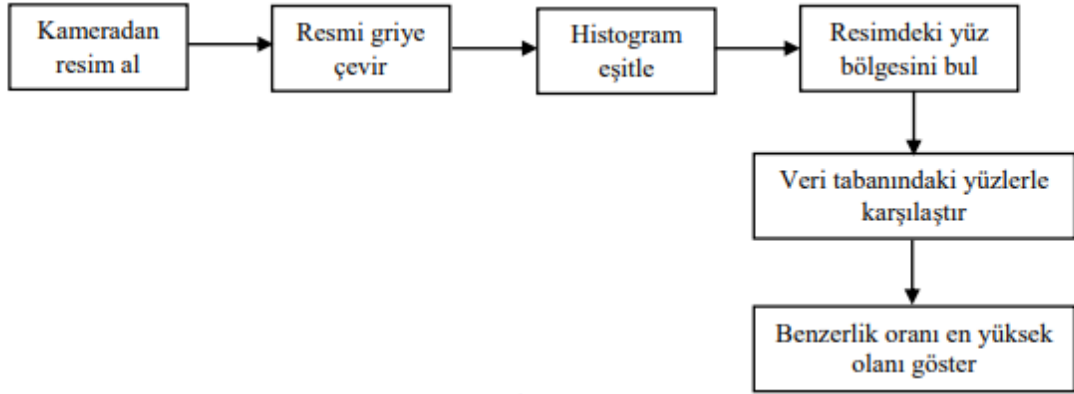 Kameradan
resim al
Resmi griye
çevir
Histogram
eşitle
Resimdeki yüz
bölgesini bul
Veri tabanındaki yüzlerle
karşılaştır
Benzerlik oranı en yüksek
olanı göster